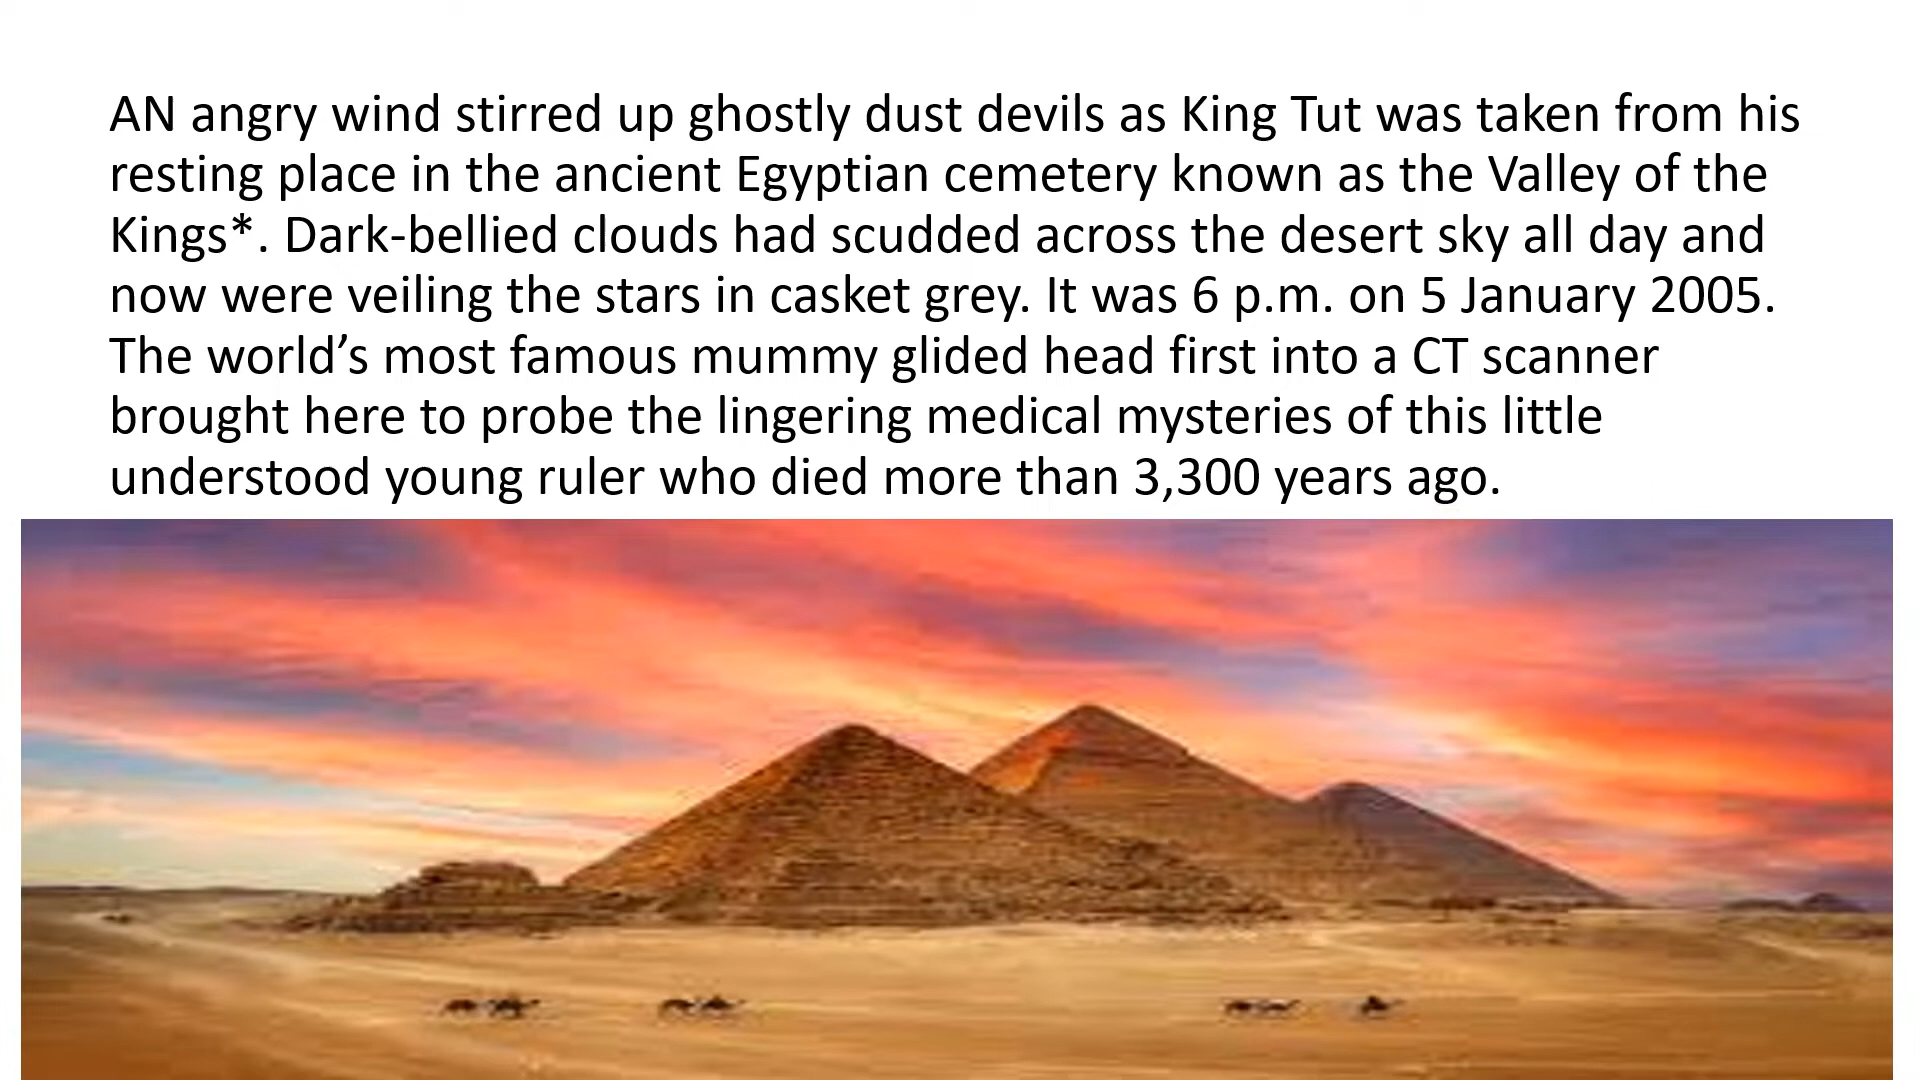 AN angry wind stirred up ghostly dust devils as King Tut was taken from his
resting place in the ancient Egyptian cemetery known as the Valley of the
Kings*. Dark-bellied clouds had scudded across the desert sky all day and
now were veiling the stars in casket grey. It was 6 p.m. on 5 January 2005.
The world’s most famous mummy glided head first into a CT scanner
brought here to probe the lingering medical mysteries of this little
understood young ruler who died more than 3,300 years ago.